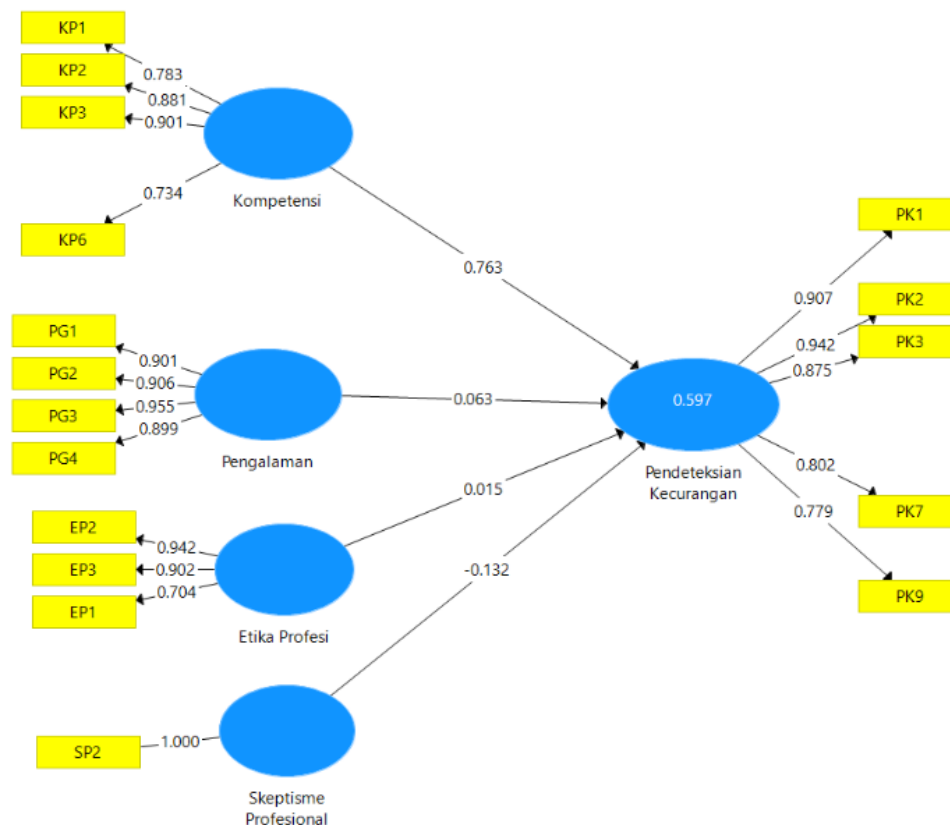 KP1
KP2
KP3
KP6
0.783
0.881
0.901
0.734
Kompetensi
0.763
PG1
PG2
PG3
PG4
0.901
0.906
0.955
0.899
Pengalaman
0.063
EP2
EP3
EP1
0.942
0.902
0.704
Etika Profesi
0.015
SP2
1.000
Skeptisme
Profesional
-0.132
0.597
Pendeteksian
Kecurangan
0.907
0.942
0.875
0.802
0.779
PK1
PK2
PK3
PK7
PK9